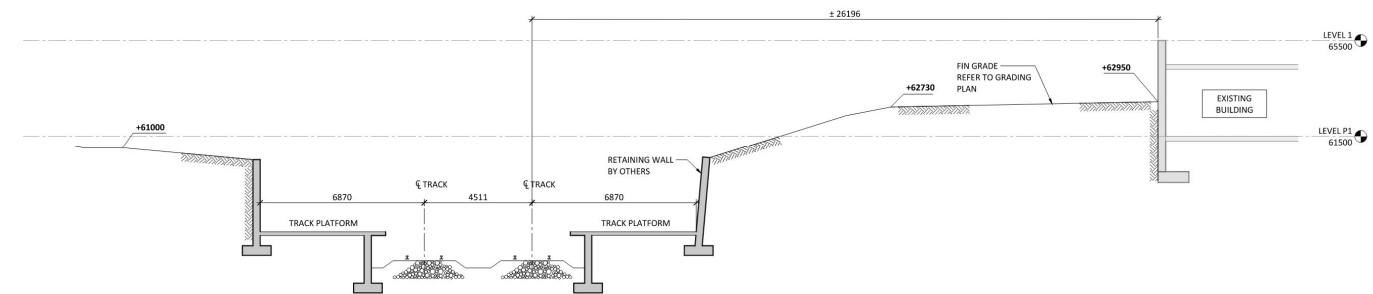 ± 26196
LEVEL 1
65500
FIN GRADE
REFER TO GRADING
PLAN
+62950
+62730
EXISTING
BUILDING
+61000
LEVEL P1
61500
RETAINING WALL
BY OTHERS
℄ TRACK
℄ TRACK
6870
4511
6870
TRACK PLATFORM
TRACK PLATFORM